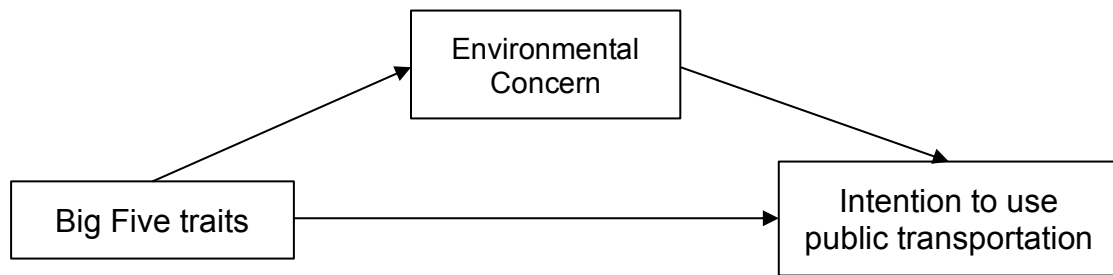 Environmental
Concern
Big Five traits
Intention to use
public transportation